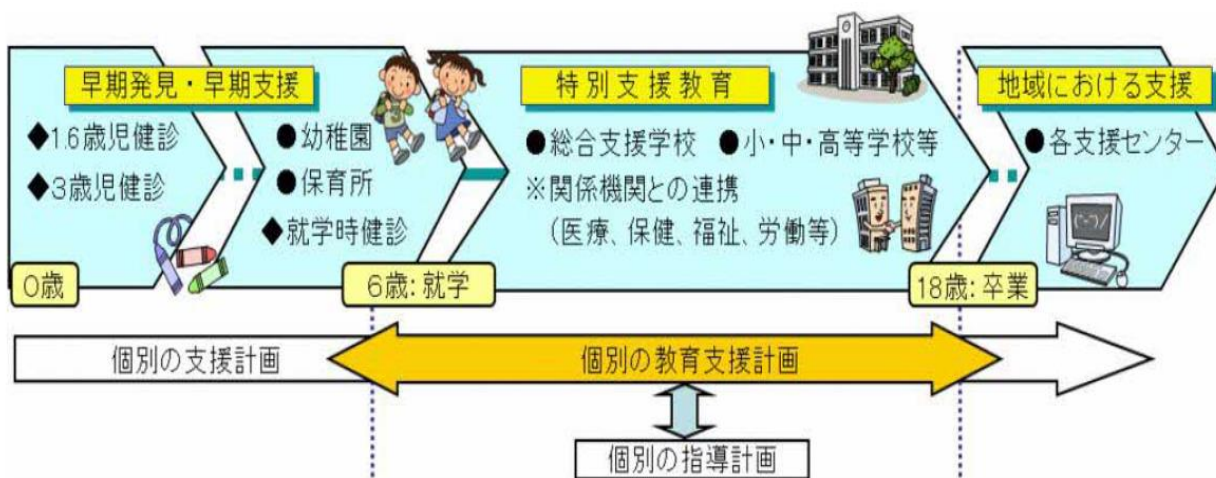 早期発見・早期支援
◆1.6歳児健診
◆3歳児健診
●幼稚園
●保育所
◆就学時健診
特別支援教育
●総合支援学校 ●小・中・高等学校等
※関係機関との連携
(医療、保健、福祉、労働等)
地域における支援
●各支援センター
0歳
6歳:就学
18歳:卒業
個別の支援計画
個別の教育支援計画
個別の指導計画